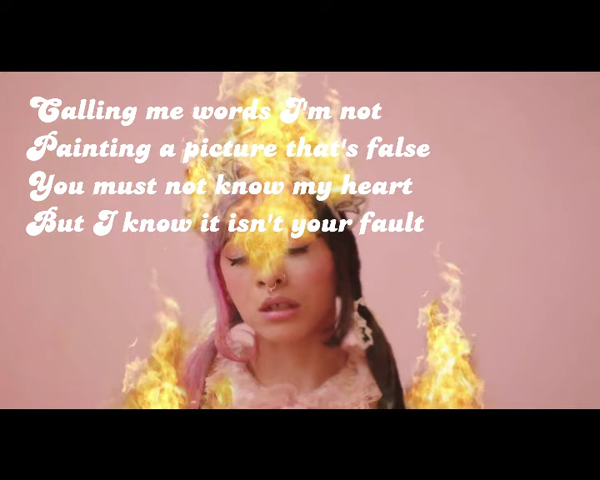 Calling me words I'm not
Painting a picture that's false
You must not know my heart
But I know it isn't your fault